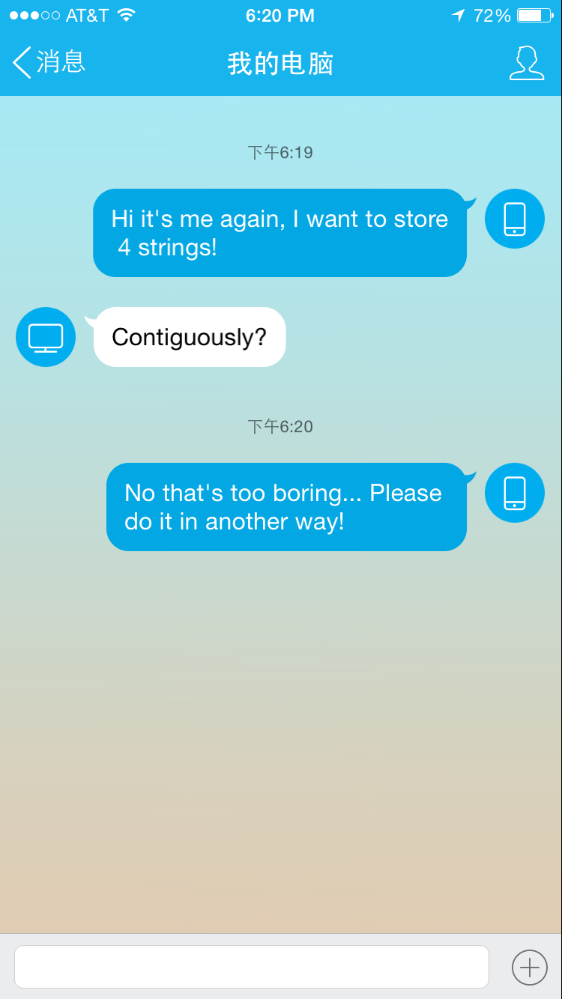 AT&T 6:20 PM 72%
消息 我的电脑
下午6:19
Hi it's me again, I want to store
4 strings!
Contiguously?
下午6:20
No that's too boring... Please
do it in another way!